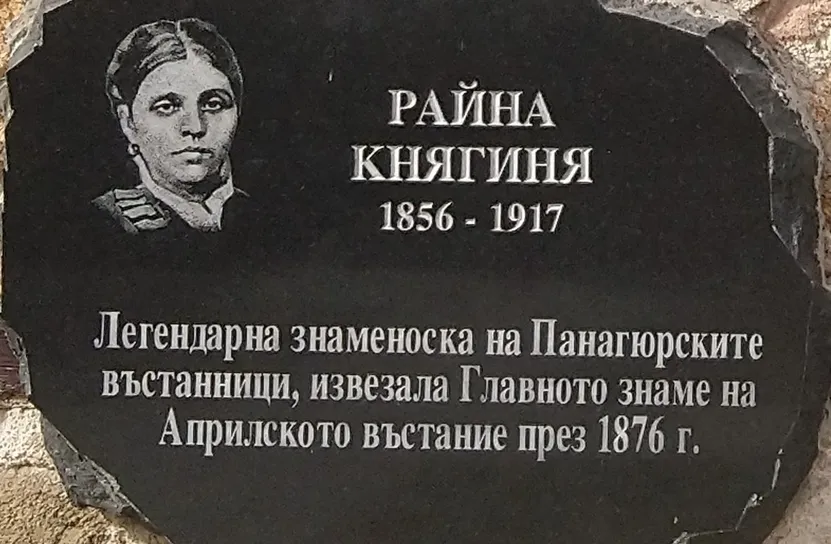 РАЙНА
КНЯГИНЯ
1856 - 1917
Легендарна знаменоска на Панагюрските
въстанници, извезала Главното знаме на
Априлското въстание през 1876 г.